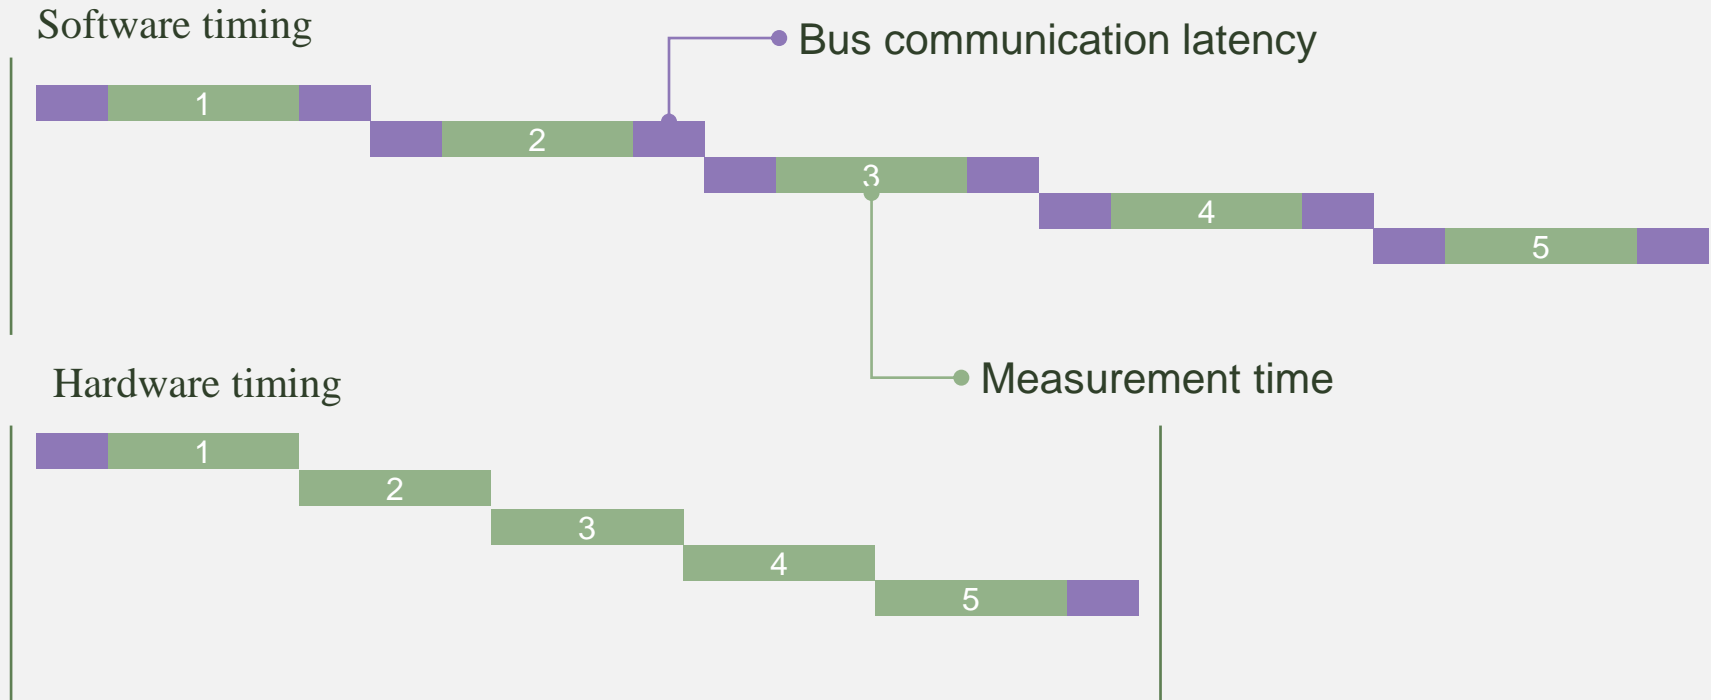 Software timing
Bus communication latency
1
2
3
4
5
Hardware timing
Measurement time
1
2
3
4
5